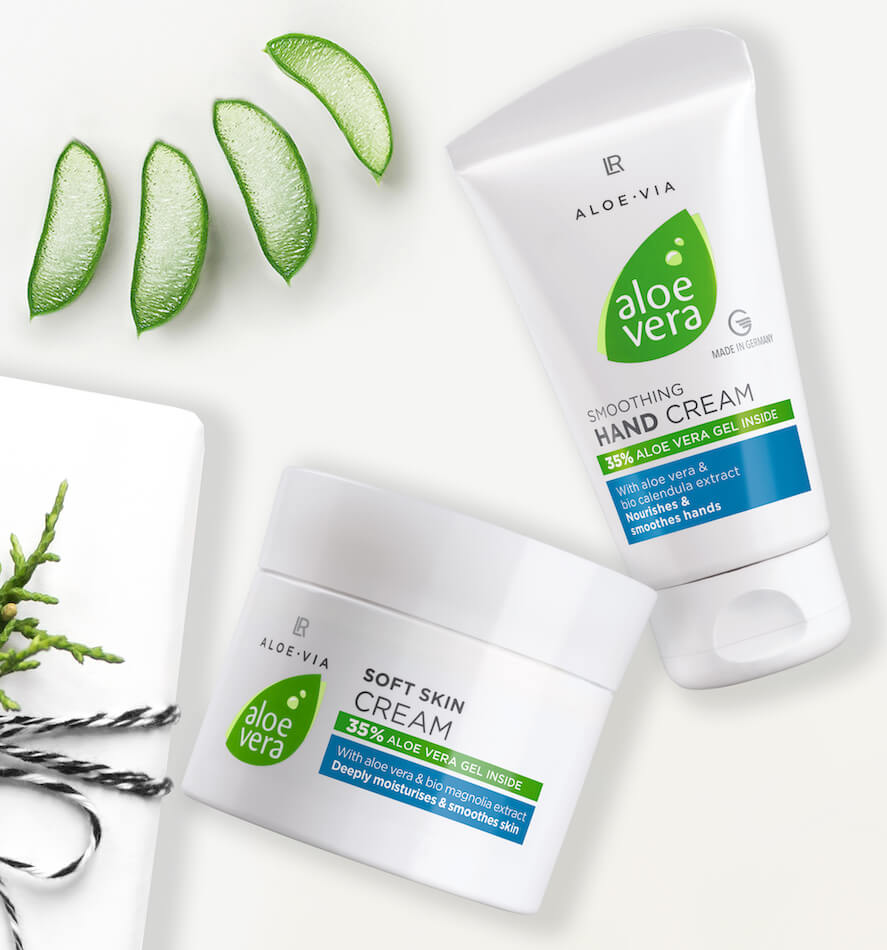 LR
ALOE·VIA
aloe
vera
MADE IN GERMANY
SMOOTHING
HAND CREAM
35% ALOE VERA GEL INSIDE
With aloe vera &
bio calendula extract
Nourishes &
smoothes hands
LR
ALOE·VIA
aloe
vera
SOFT SKIN
CREAM
35% ALOE VERA GEL INSIDE
With aloe vera & bio magnolia extract
Deeply moisturises & smoothes skin